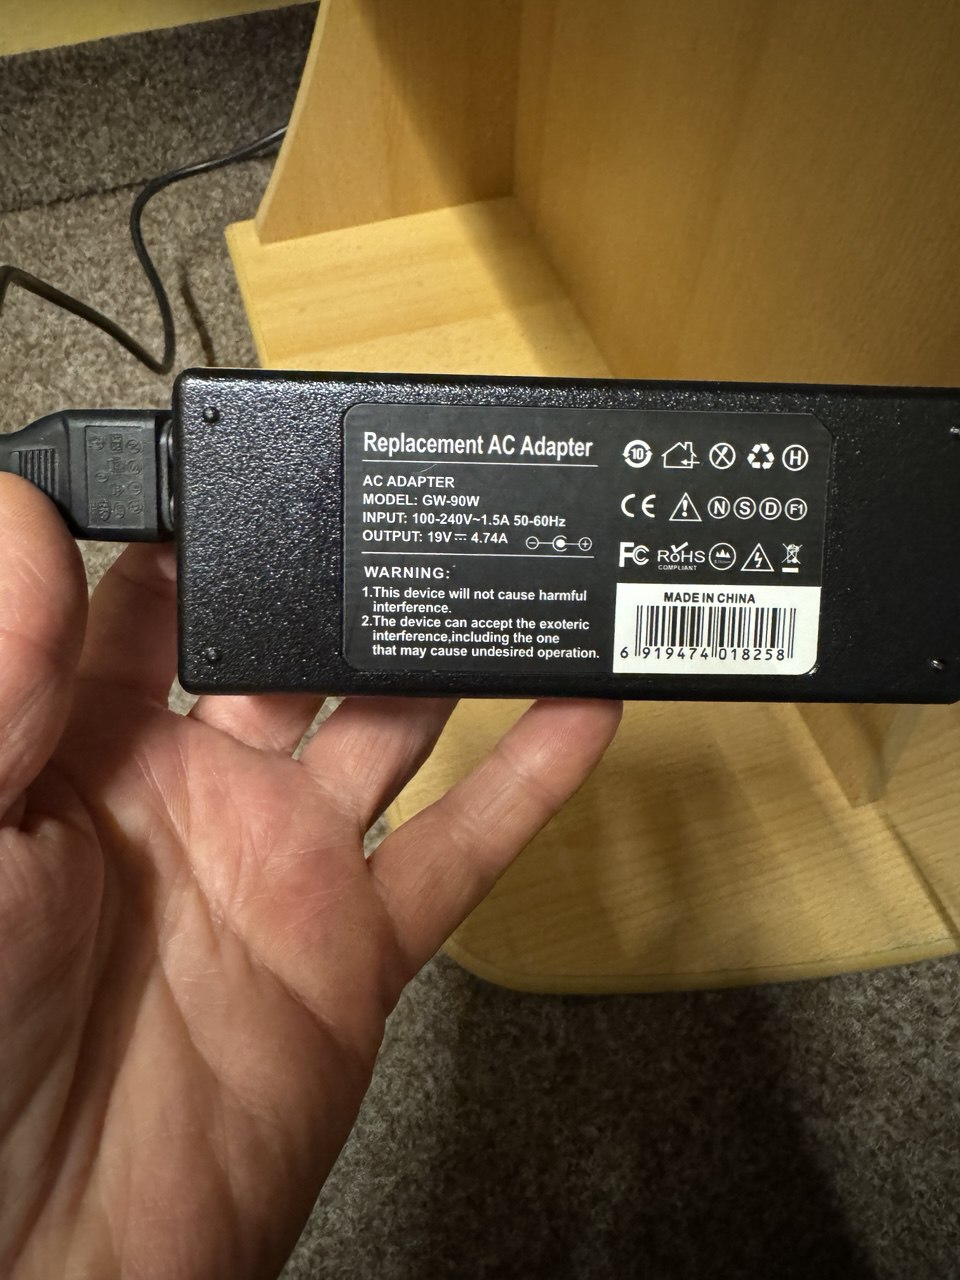 Replacement AC Adapter
AC ADAPTER
MODEL: GW-90W
INPUT: 100-240V~1.5A 50-60Hz
OUTPUT: 19V⎓ 4.74A
WARNING:
1.This device will not cause harmful
interference.
2.The device can accept the exoteric
interference,including the one
that may cause undesired operation.
10 H
CE N S D F1
FC RoHS
COMPLIANT
MADE IN CHINA
6 919474 018258